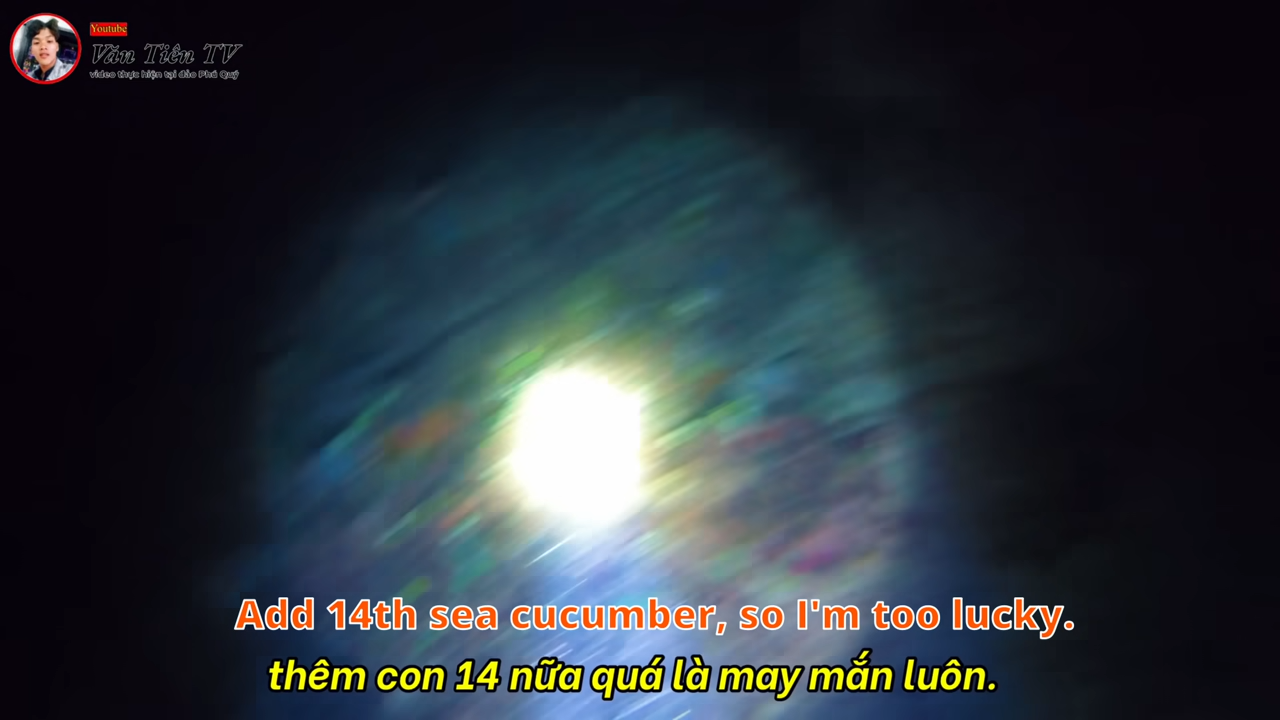 Youtube
Văn Tiên TV
video thực hiện tại đảo Phú Quý
Add 14th sea cucumber, so I'm too lucky.
thêm con 14 nữa quá là may mắn luôn.